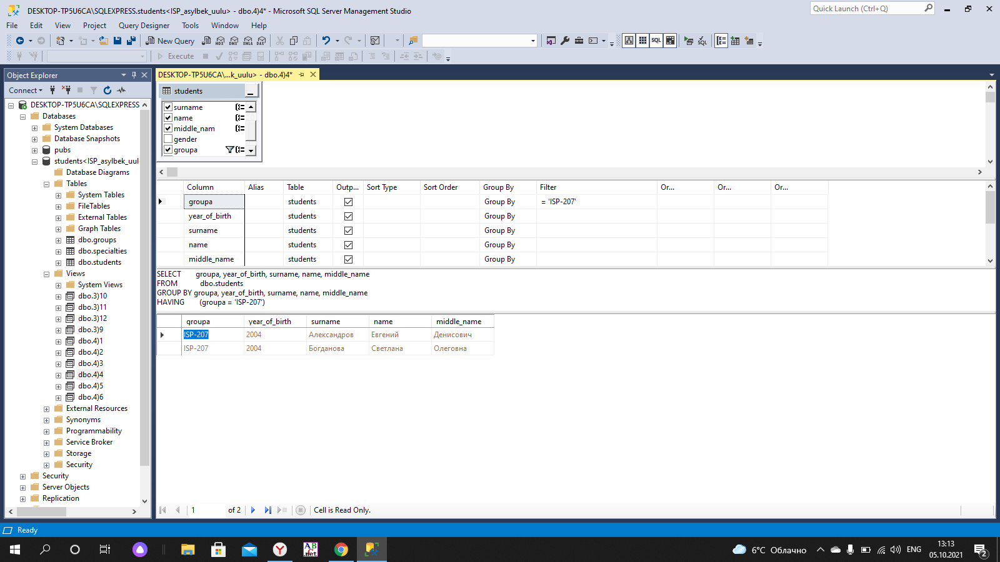 DESKTOP-TP5U6CA\SQLEXPRESS.students<ISP_asylbek_uulu> - dbo.4)4* - Microsoft SQL Server Management Studio
Quick Launch (Ctrl+Q)
File Edit View Project Query Designer Tools Window Help
New Query MDX DMX XMLA DAX SQL
Execute SQL
Object Explorer
DESKTOP-TP5U6CA\...k_uulu> - dbo.4)4*
Connect
DESKTOP-TP5U6CA\SQLEXPRESS
Databases
System Databases
Database Snapshots
pubs
students<ISP_asylbek_uul
Database Diagrams
Tables
System Tables
FileTables
External Tables
Graph Tables
dbo.groups
dbo.specialties
dbo.students
Views
System Views
dbo.3)10
dbo.3)11
dbo.3)12
dbo.3)9
dbo.4)1
dbo.4)2
dbo.4)3
dbo.4)4
dbo.4)5
dbo.4)6
External Resources
Synonyms
Programmability
Service Broker
Storage
Security
Security
Server Objects
Replication
students
surname
name
middle_nam
gender
groupa
Column Alias Table Outp... Sort Type Sort Order Group By Filter Or... Or... Or...
groupa students Group By = 'ISP-207'
year_of_birth students Group By
surname students Group By
name students Group By
middle_name students Group By
SELECT groupa, year_of_birth, surname, name, middle_name
FROM dbo.students
GROUP BY groupa, year_of_birth, surname, name, middle_name
HAVING (groupa = 'ISP-207')
groupa year_of_birth surname name middle_name
ISP-207 2004 Александров Евгений Денисович
ISP-207 2004 Богданова Светлана Олеговна
1 of 2 Cell is Read Only.
Ready
ABC .net
6°C Облачно
ENG
13:13
05.10.2021
2